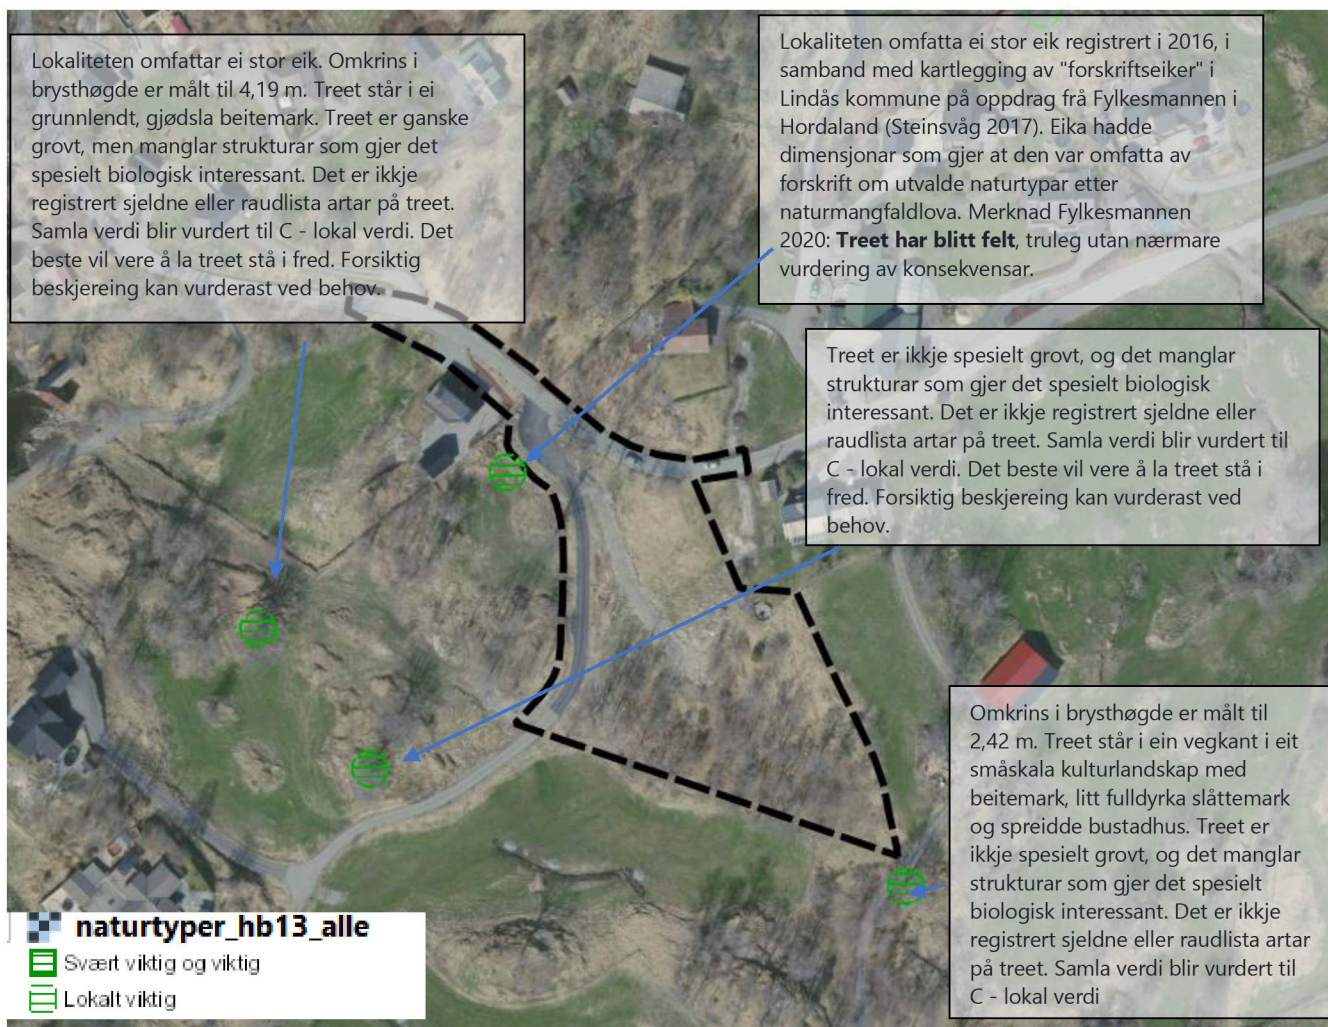 Lokaliteten omfattar ei stor eik. Omkrins i
brysthøgde er målt til 4,19 m. Treet står i ei
grunnlendt, gjødsla beitemark. Treet er ganske
grovt, men manglar strukturar som gjer det
spesielt biologisk interessant. Det er ikkje
registrert sjeldne eller raudlista artar på treet.
Samla verdi blir vurdert til C - lokal verdi. Det
beste vil vere å la treet stå i fred. Forsiktig
beskjereing kan vurderast ved behov.
Lokaliteten omfatta ei stor eik registrert i 2016, i
samband med kartlegging av "forskriftseiker" i
Lindås kommune på oppdrag frå Fylkesmannen i
Hordaland (Steinsvåg 2017). Eika hadde
dimensjonar som gjer at den var omfatta av
forskrift om utvalde naturtypar etter
naturmangfaldlova. Merknad Fylkesmannen
2020: Treet har blitt felt, truleg utan nærmare
vurdering av konsekvensar.
Treet er ikkje spesielt grovt, og det manglar
strukturar som gjer det spesielt biologisk
interessant. Det er ikkje registrert sjeldne eller
raudlista artar på treet. Samla verdi blir vurdert til
C - lokal verdi. Det beste vil vere å la treet stå i
fred. Forsiktig beskjereing kan vurderast ved
behov.
Omkrins i brysthøgde er målt til
2,42 m. Treet står i ein vegkant i eit
småskala kulturlandskap med
beitemark, litt fulldyrka slåttemark
og spreidde bustadhus. Treet er
ikkje spesielt grovt, og det manglar
strukturar som gjer det spesielt
biologisk interessant. Det er ikkje
registrert sjeldne eller raudlista artar
på treet. Samla verdi blir vurdert til
C - lokal verdi
naturtyper_hb13_alle
Svært viktig og viktig
Lokalt viktig